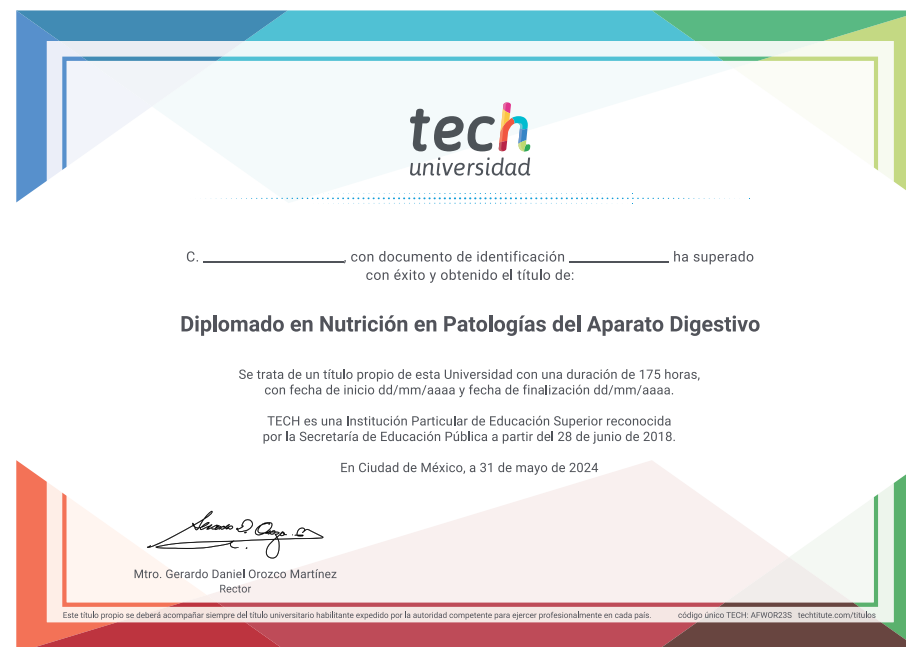 tech
universidad
C. ____________, con documento de identificación ____________ ha superado
con éxito y obtenido el título de:
Diplomado en Nutrición en Patologías del Aparato Digestivo
Se trata de un título propio de esta Universidad con una duración de 175 horas,
con fecha de inicio dd/mm/aaaa y fecha de finalización dd/mm/aaaa.
TECH es una Institución Particular de Educación Superior reconocida
por la Secretaría de Educación Pública a partir del 28 de junio de 2018.
En Ciudad de México, a 31 de mayo de 2024
Mtro. Gerardo Daniel Orozco Martínez
Rector
Este título propio se deberá acompañar siempre del título universitario habilitante expedido por la autoridad competente para ejercer profesionalmente en cada país. código único TECH: AFWOR23S techtitute.com/titulos